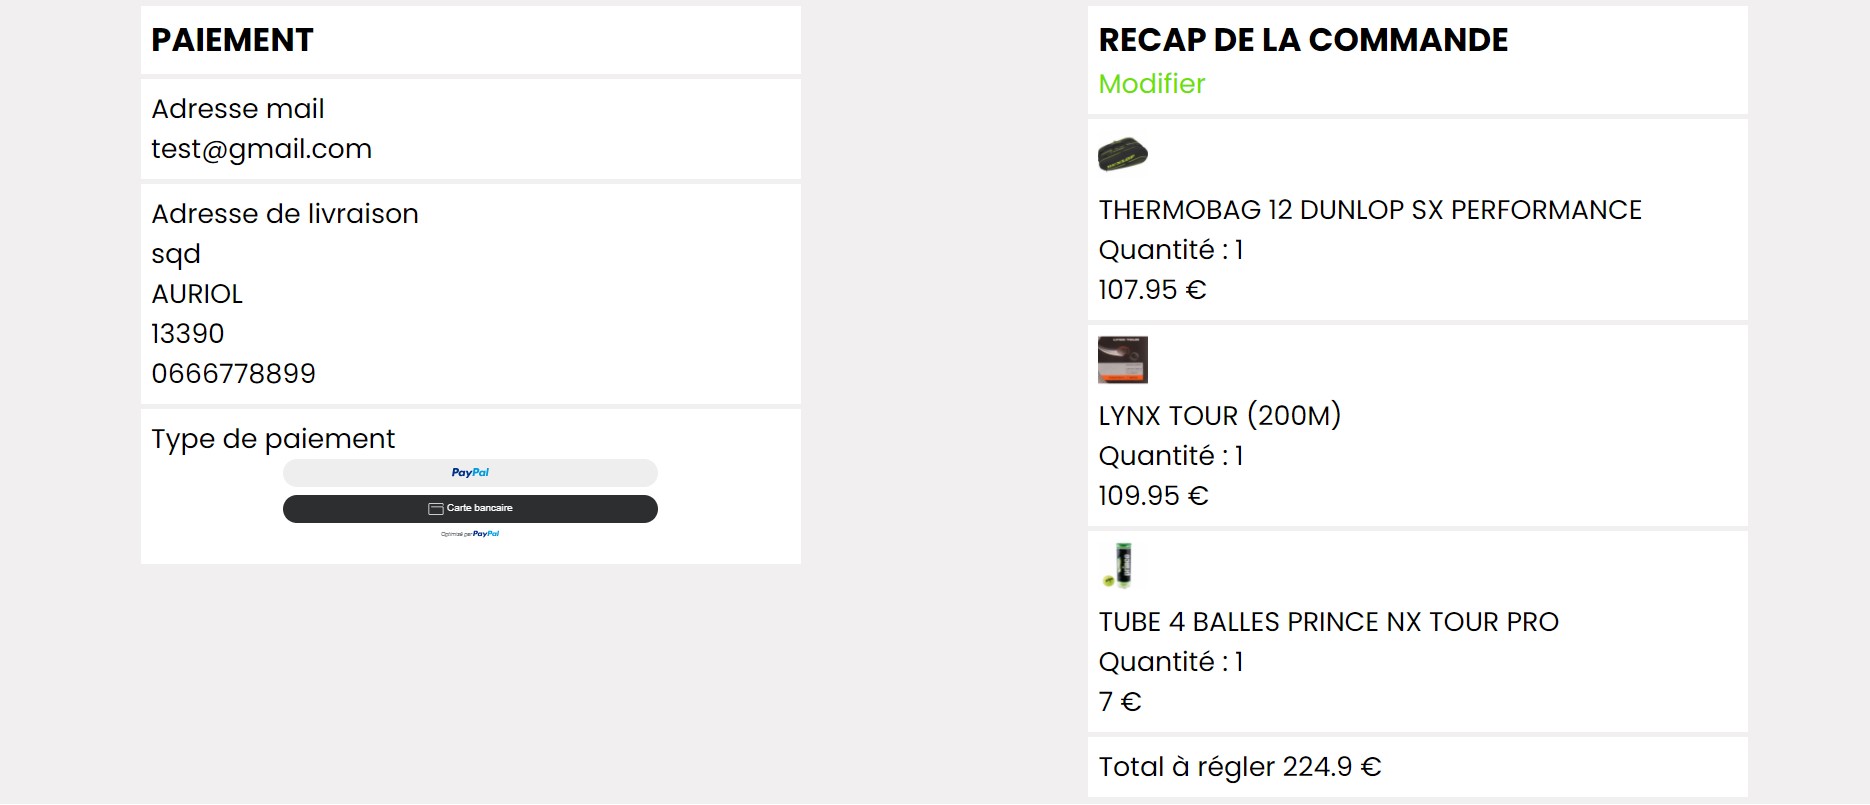 PAIEMENT
Adresse mail
test@gmail.com
Adresse de livraison
sqd
AURIOL
13390
0666778899
Type de paiement
PayPal
Carte bancaire
Optimisé par PayPal
RECAP DE LA COMMANDE
Modifier
THERMOBAG 12 DUNLOP SX PERFORMANCE
Quantité : 1
107.95 €
LYNX TOUR (200M)
Quantité : 1
109.95 €
TUBE 4 BALLES PRINCE NX TOUR PRO
Quantité : 1
7 €
Total à régler 224.9 €